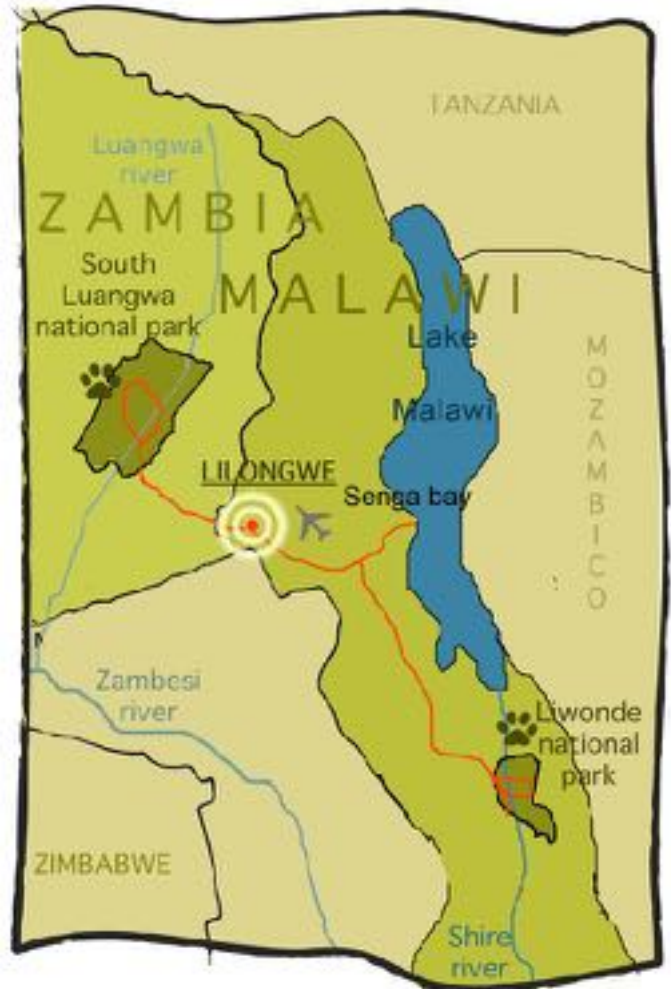 TANZANIA
Luangwa
river
ZAMBIA
South
Luangwa
national park
MALAWI
Lake
Malawi
MOZAMBICO
LILONGWE
Senga bay
Zambesi
river
Liwonde
national
park
ZIMBABWE
Shire
river